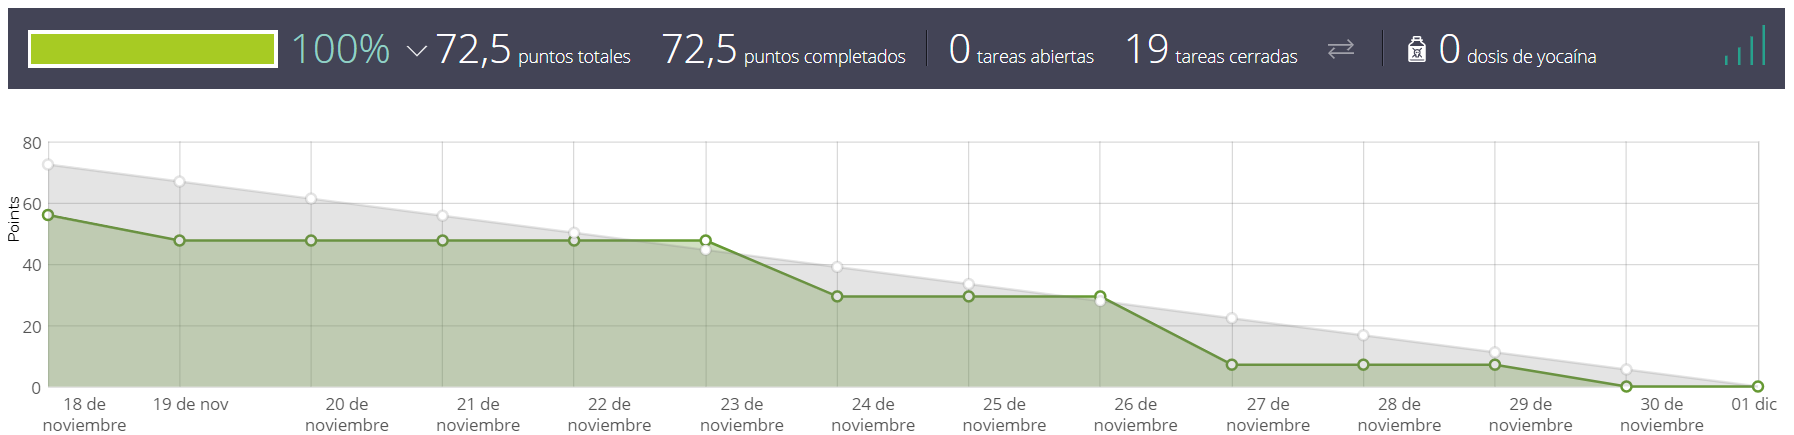 100% 72,5 puntos totales 72,5 puntos completados 0 tareas abiertas 19 tareas cerradas 0 dosis de yocaína
Points
80
60
40
20
0
18 de noviembre
19 de nov
20 de noviembre
21 de noviembre
22 de noviembre
23 de noviembre
24 de noviembre
25 de noviembre
26 de noviembre
27 de noviembre
28 de noviembre
29 de noviembre
30 de noviembre
01 dic